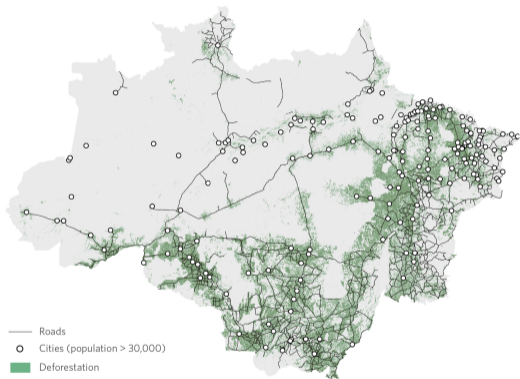 Roads
Cities (population > 30,000)
Deforestation